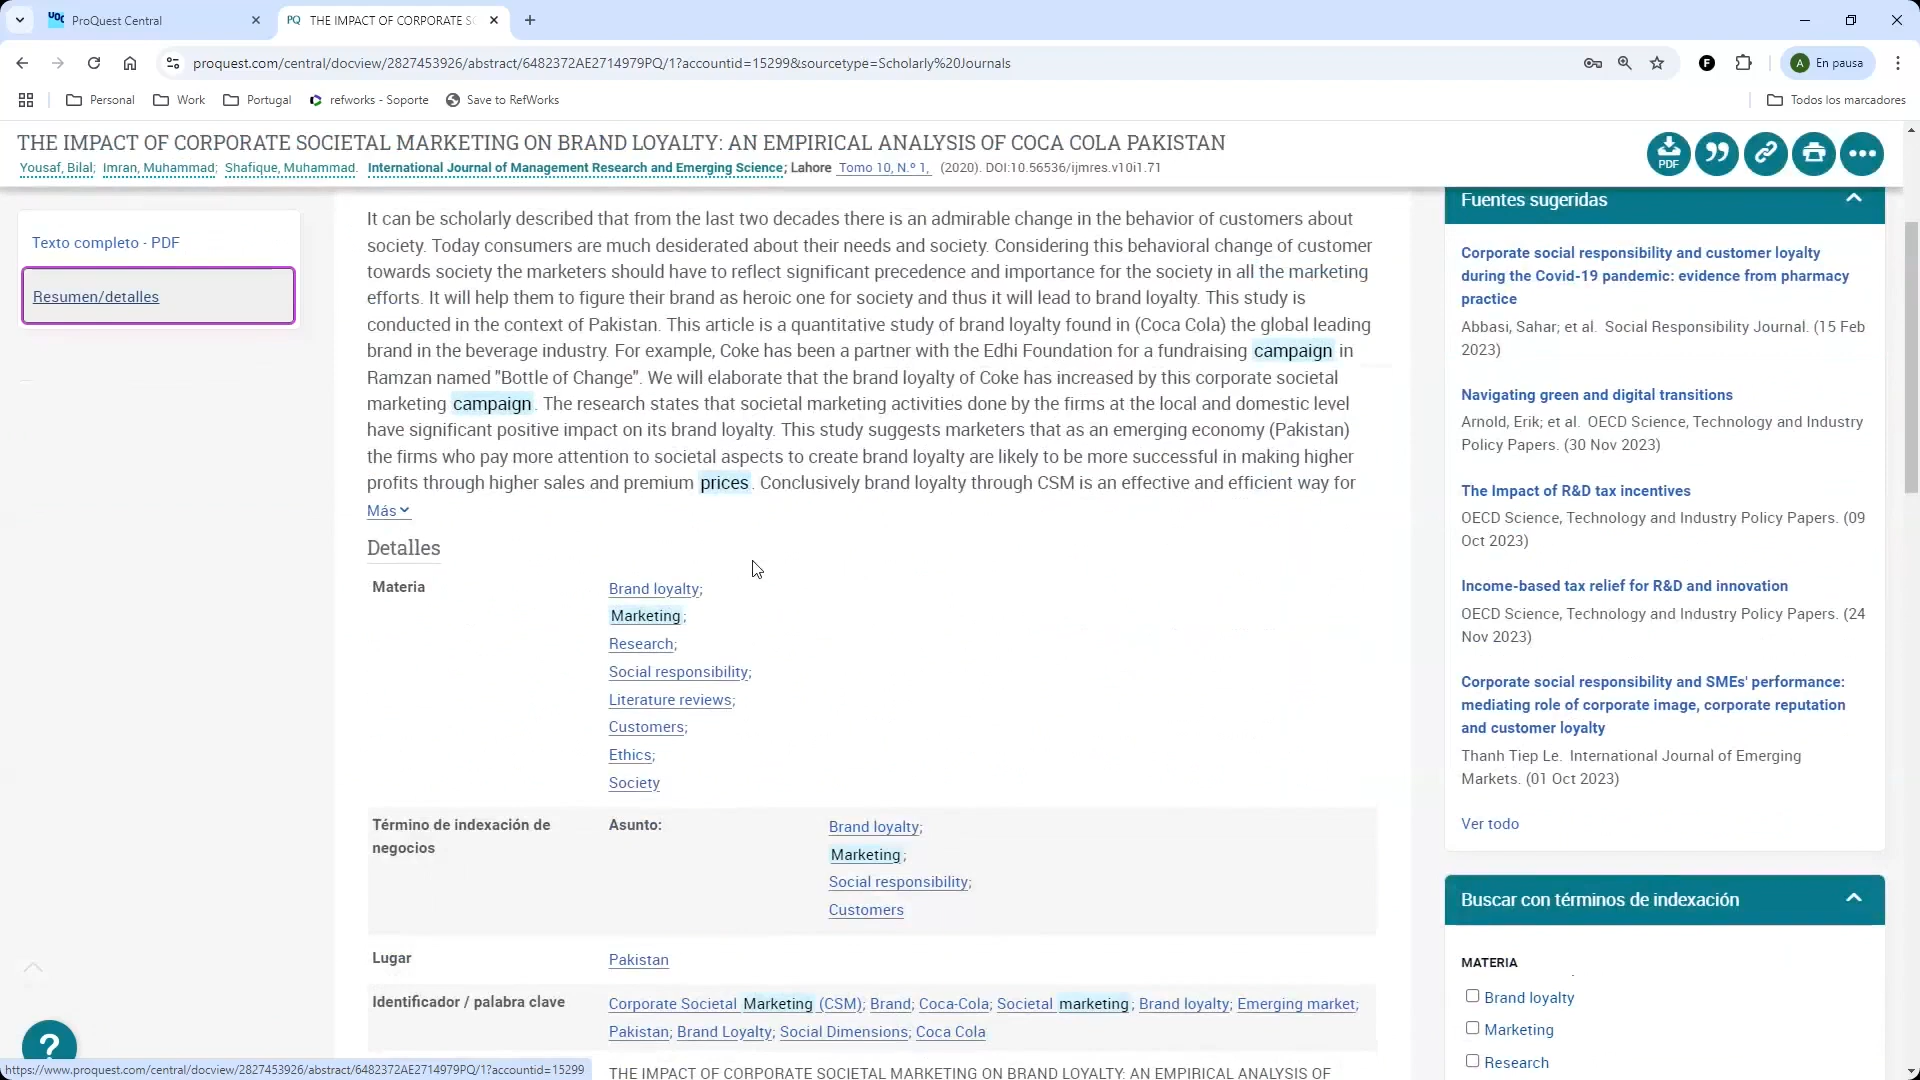 ProQuest Central
PQ THE IMPACT OF CORPORATE SO
proquest.com/central/docview/2827453926/abstract/6482372AE2714979PQ/1?accountid=15299&sourcetype=Scholarly%20Journals
F
A En pausa
Personal
Work
Portugal
refworks - Soporte
Save to RefWorks
Todos los marcadores
THE IMPACT OF CORPORATE SOCIETAL MARKETING ON BRAND LOYALTY: AN EMPIRICAL ANALYSIS OF COCA COLA PAKISTAN
Yousaf, Bilal; Imran, Muhammad; Shafique, Muhammad. International Journal of Management Research and Emerging Science; Lahore Tomo 10, N.º 1, (2020). DOI:10.56536/ijmres.v10i1.71
PDF
Texto completo - PDF
Resumen/detalles
It can be scholarly described that from the last two decades there is an admirable change in the behavior of customers about
society. Today consumers are much desiderated about their needs and society. Considering this behavioral change of customer
towards society the marketers should have to reflect significant precedence and importance for the society in all the marketing
efforts. It will help them to figure their brand as heroic one for society and thus it will lead to brand loyalty. This study is
conducted in the context of Pakistan. This article is a quantitative study of brand loyalty found in (Coca Cola) the global leading
brand in the beverage industry. For example, Coke has been a partner with the Edhi Foundation for a fundraising campaign in
Ramzan named "Bottle of Change". We will elaborate that the brand loyalty of Coke has increased by this corporate societal
marketing campaign. The research states that societal marketing activities done by the firms at the local and domestic level
have significant positive impact on its brand loyalty. This study suggests marketers that as an emerging economy (Pakistan)
the firms who pay more attention to societal aspects to create brand loyalty are likely to be more successful in making higher
profits through higher sales and premium prices. Conclusively brand loyalty through CSM is an effective and efficient way for
Más
Detalles
Materia
Brand loyalty;
Marketing;
Research;
Social responsibility;
Literature reviews;
Customers;
Ethics;
Society
Término de indexación de
negocios
Asunto:
Brand loyalty;
Marketing;
Social responsibility;
Customers
Lugar
Pakistan
Identificador / palabra clave
Corporate Societal Marketing (CSM); Brand; Coca-Cola; Societal marketing; Brand loyalty; Emerging market;
Pakistan; Brand Loyalty; Social Dimensions; Coca Cola
THE IMPACT OF CORPORATE SOCIETAL MARKETING ON BRAND LOYALTY: AN EMPIRICAL ANALYSIS OF
Fuentes sugeridas
Corporate social responsibility and customer loyalty
during the Covid-19 pandemic: evidence from pharmacy
practice
Abbasi, Sahar; et al. Social Responsibility Journal. (15 Feb
2023)
Navigating green and digital transitions
Arnold, Erik; et al. OECD Science, Technology and Industry
Policy Papers. (30 Nov 2023)
The Impact of R&D tax incentives
OECD Science, Technology and Industry Policy Papers. (09
Oct 2023)
Income-based tax relief for R&D and innovation
OECD Science, Technology and Industry Policy Papers. (24
Nov 2023)
Corporate social responsibility and SMEs' performance:
mediating role of corporate image, corporate reputation
and customer loyalty
Thanh Tiep Le. International Journal of Emerging
Markets. (01 Oct 2023)
Ver todo
Buscar con términos de indexación
MATERIA
Brand loyalty
Marketing
Research
?
https://www.proquest.com/central/docview/2827453926/abstract/6482372AE2714979PQ/1?accountid=15299